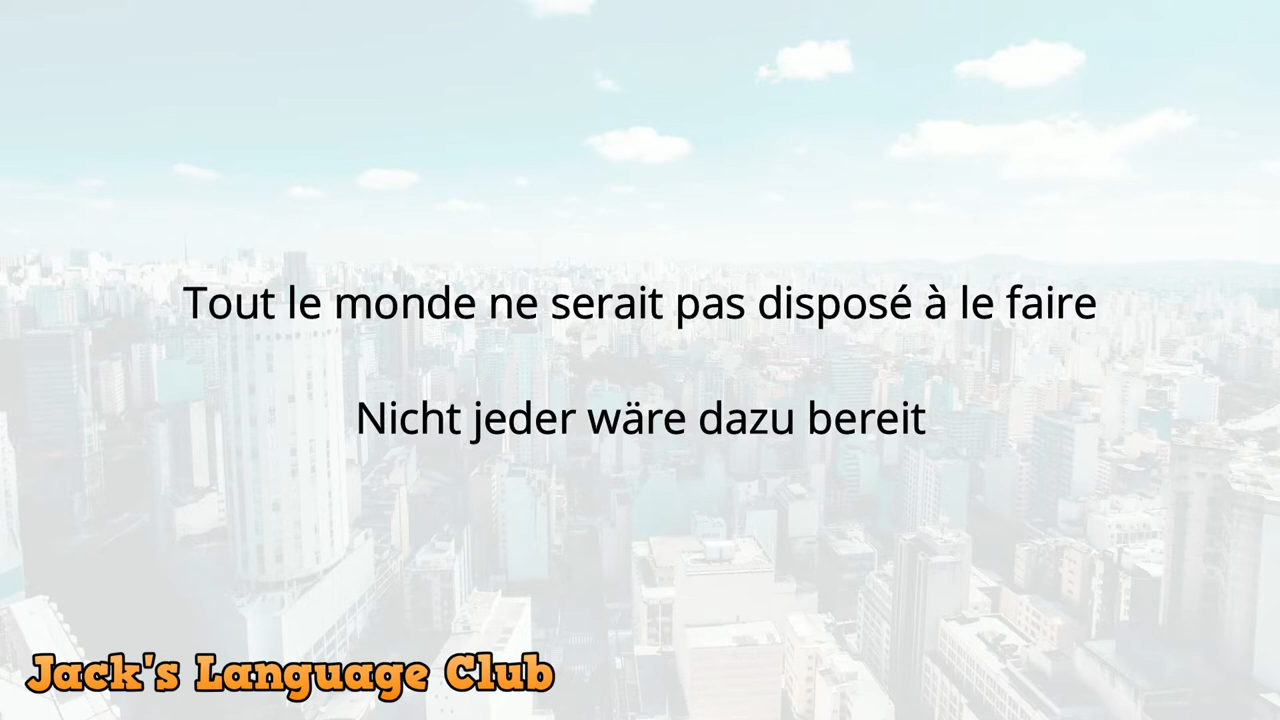 Tout le monde ne serait pas disposé à le faire
Nicht jeder wäre dazu bereit
Jack's Language Club